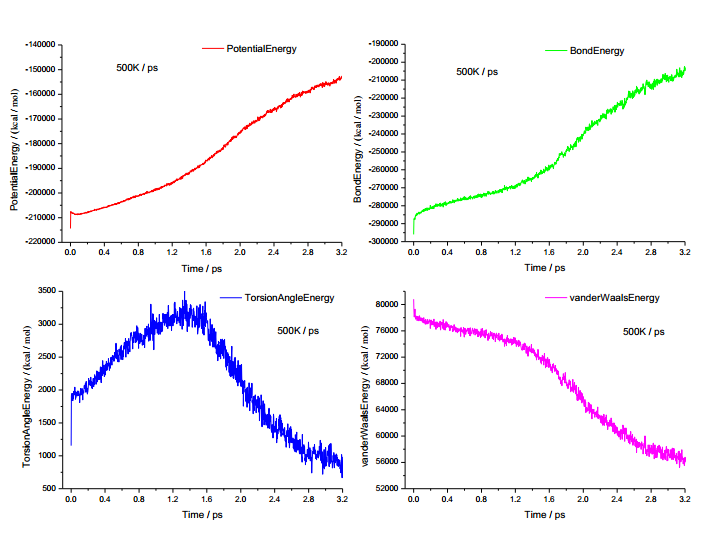 PotentialEnergy
500K / ps
PotentialEnergy / (kcal / mol)
-140000
-150000
-160000
-170000
-180000
-190000
-200000
-210000
-220000
0.0 0.4 0.8 1.2 1.6 2.0 2.4 2.8 3.2
Time / ps
BondEnergy
500K / ps
BondEnergy / (kcal / mol)
-190000
-200000
-210000
-220000
-230000
-240000
-250000
-260000
-270000
-280000
-290000
-300000
0.0 0.4 0.8 1.2 1.6 2.0 2.4 2.8 3.2
Time / ps
TorsionAngleEnergy
500K / ps
TorsionAngleEnergy / (kcal / mol)
3500
3000
2500
2000
1500
1000
500
0.0 0.4 0.8 1.2 1.6 2.0 2.4 2.8 3.2
Time / ps
vanderWaalsEnergy
500K / ps
vanderWaalsEnergy / (kcal / mol)
80000
76000
72000
68000
64000
60000
56000
52000
0.0 0.4 0.8 1.2 1.6 2.0 2.4 2.8 3.2
Time / ps